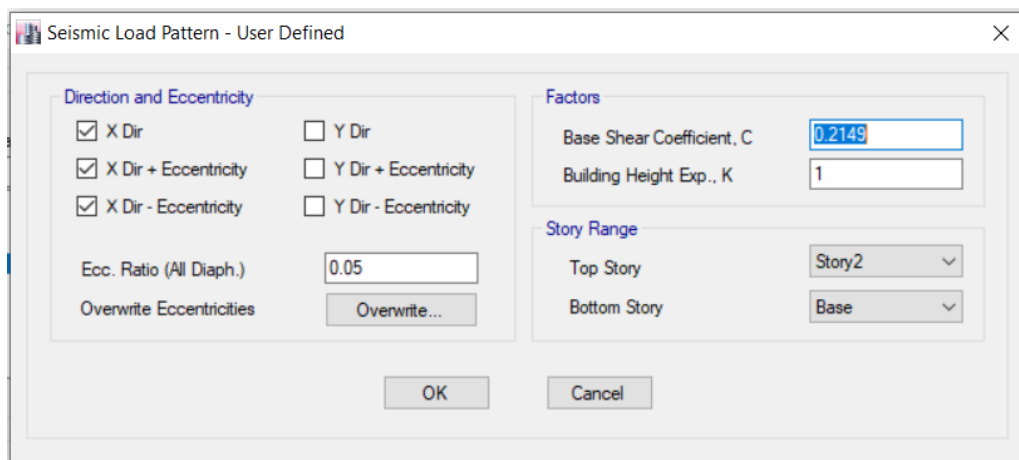 Seismic Load Pattern - User Defined
Direction and Eccentricity
X Dir
Y Dir
X Dir + Eccentricity
Y Dir + Eccentricity
X Dir - Eccentricity
Y Dir - Eccentricity
Ecc. Ratio (All Diaph.)
0.05
Overwrite Eccentricities
Overwrite...
Factors
Base Shear Coefficient, C
0.2149
Building Height Exp., K
1
Story Range
Top Story
Story2
Bottom Story
Base
OK
Cancel